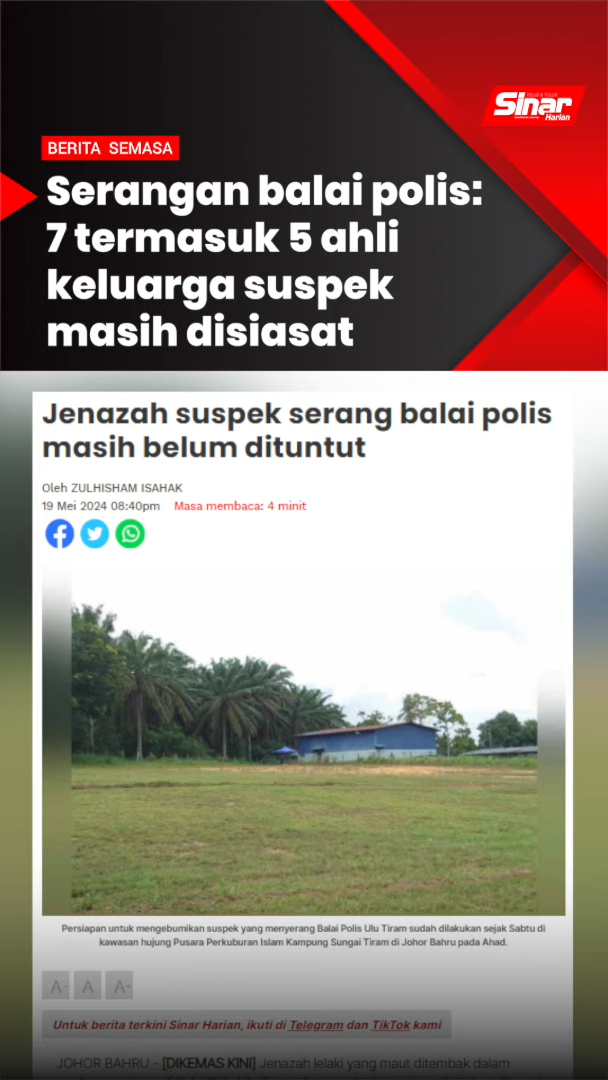 Sinar
Harian
BERITA SEMASA
Serangan balai polis:
7 termasuk 5 ahli
keluarga suspek
masih disiasat
Jenazah suspek serang balai polis
masih belum dituntut
Oleh ZULHISHAM ISAHAK
19 Mei 2024 08:40pm Masa membaca: 4 minit
Persiapan untuk mengebumikan suspek yang menyerang Balai Polis Ulu Tiram sudah dilakukan sejak Sabtu di
kawasan hujung Pusara Perkuburan Islam Kampung Sungai Tiram di Johor Bahru pada Ahad.
A- A A+
Untuk berita terkini Sinar Harian, ikuti di Telegram dan TikTok kami
JOHOR BAHRU - [DIKEMAS KINI] Jenazah lelaki yang maut ditembak dalam